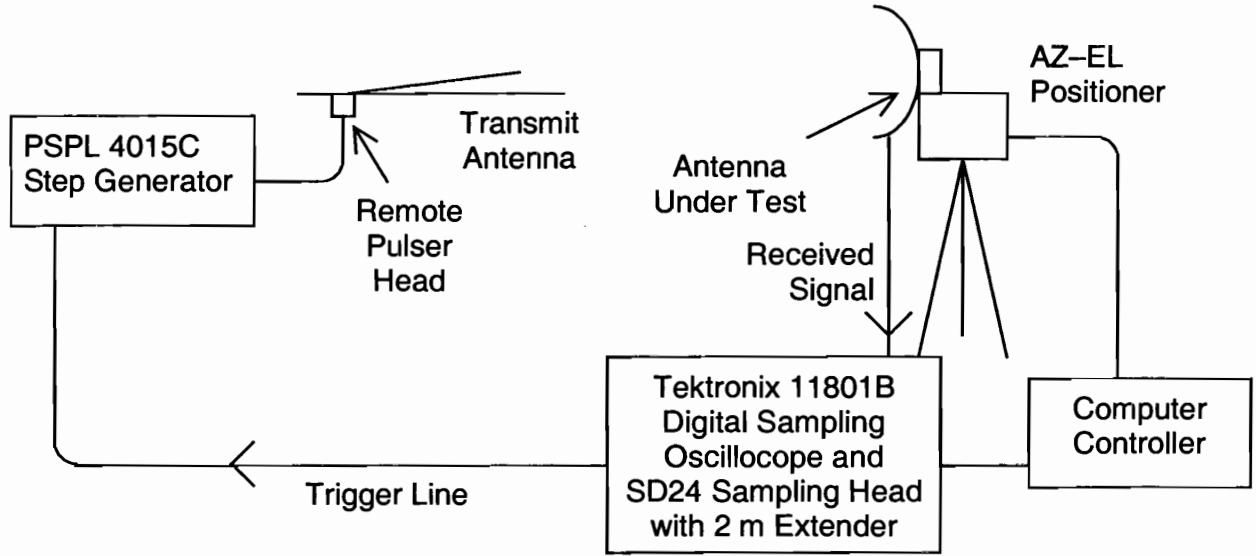 PSPL 4015C
Step Generator
Remote
Pulser
Head
Transmit
Antenna
Antenna
Under Test
AZ–EL
Positioner
Received
Signal
Trigger Line
Tektronix 11801B
Digital Sampling
Oscillocope and
SD24 Sampling Head
with 2 m Extender
Computer
Controller